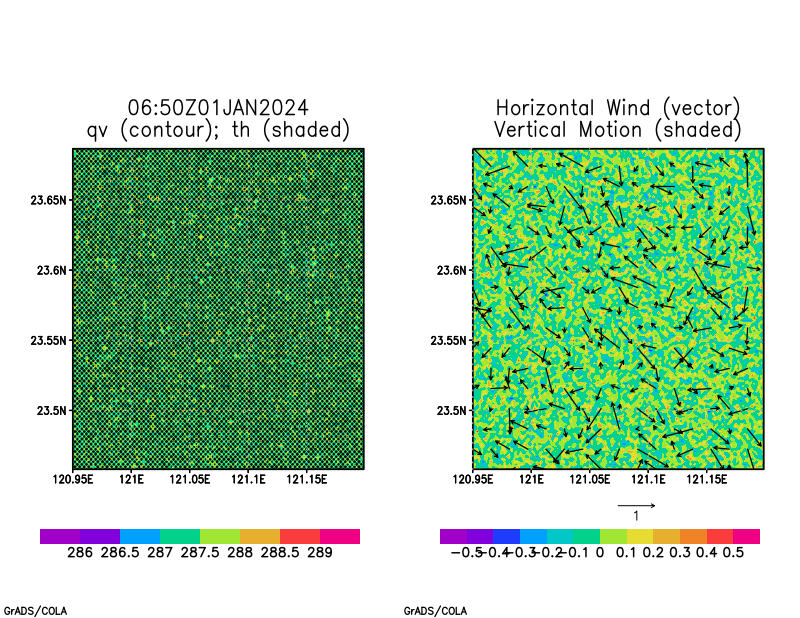 06:50Z01JAN2024
qv (contour); th (shaded)
23.65N
23.6N
23.55N
23.5N
120.95E 121E 121.05E 121.1E 121.15E
286 286.5 287 287.5 288 288.5 289
GrADS/COLA
Horizontal Wind (vector)
Vertical Motion (shaded)
23.65N
23.6N
23.55N
23.5N
120.95E 121E 121.05E 121.1E 121.15E
1
-0.5 -0.4 -0.3 -0.2 -0.1 0 0.1 0.2 0.3 0.4 0.5
GrADS/COLA